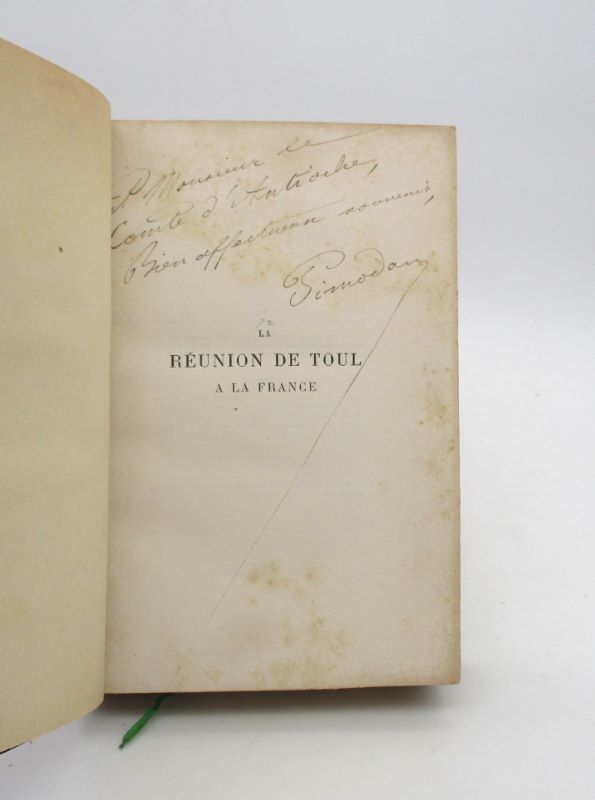 A Monsieur le
Comte d'Antioche,
Bien affectueux souvenir,
Pimodan
LA
RÉUNION DE TOUL
A LA FRANCE